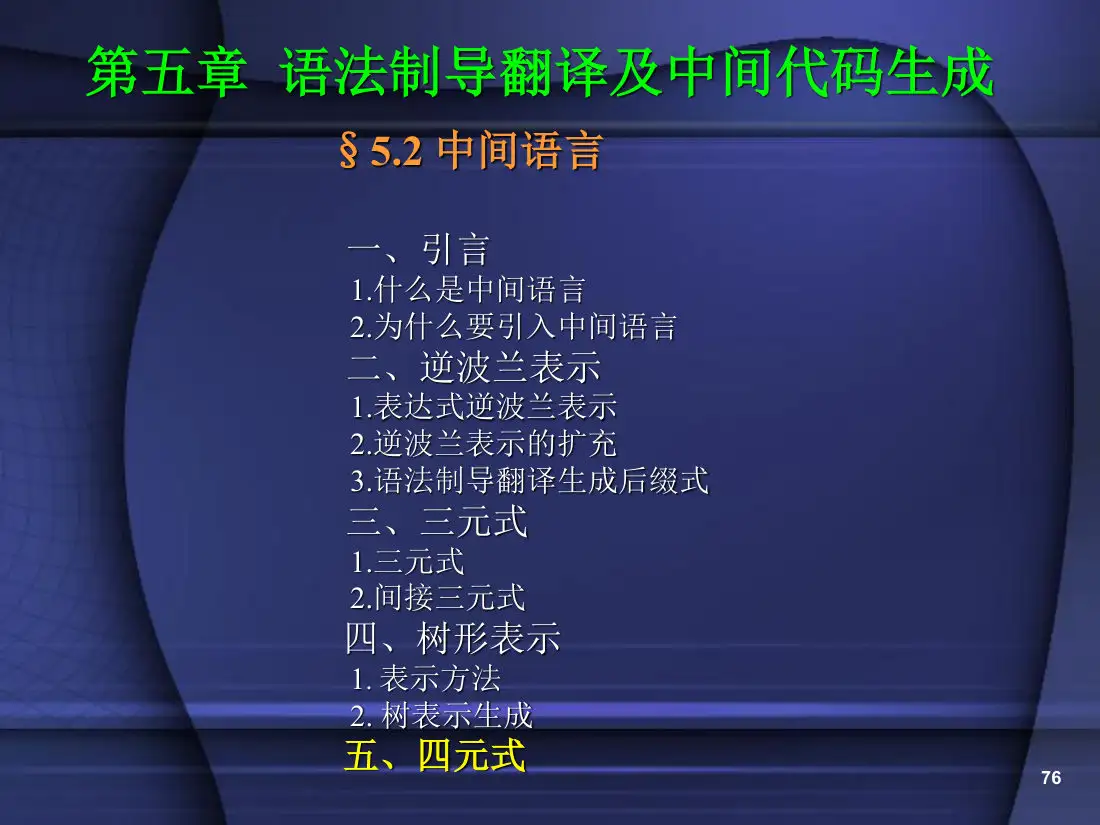 第五章 语法制导翻译及中间代码生成
§5.2 中间语言
一、引言
1.什么是中间语言
2.为什么要引入中间语言
二、逆波兰表示
1.表达式逆波兰表示
2.逆波兰表示的扩充
3.语法制导翻译生成后缀式
三、三元式
1.三元式
2.间接三元式
四、树形表示
1. 表示方法
2. 树表示生成
五、四元式
76